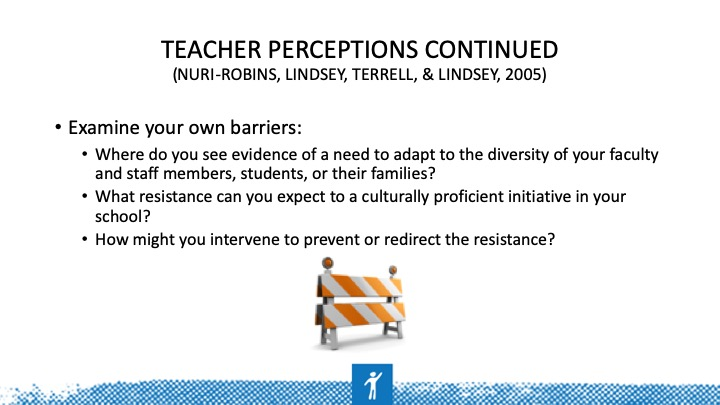 TEACHER PERCEPTIONS CONTINUED
(NURI-ROBINS, LINDSEY, TERRELL, & LINDSEY, 2005)
• Examine your own barriers:
• Where do you see evidence of a need to adapt to the diversity of your faculty
and staff members, students, or their families?
• What resistance can you expect to a culturally proficient initiative in your
school?
• How might you intervene to prevent or redirect the resistance?